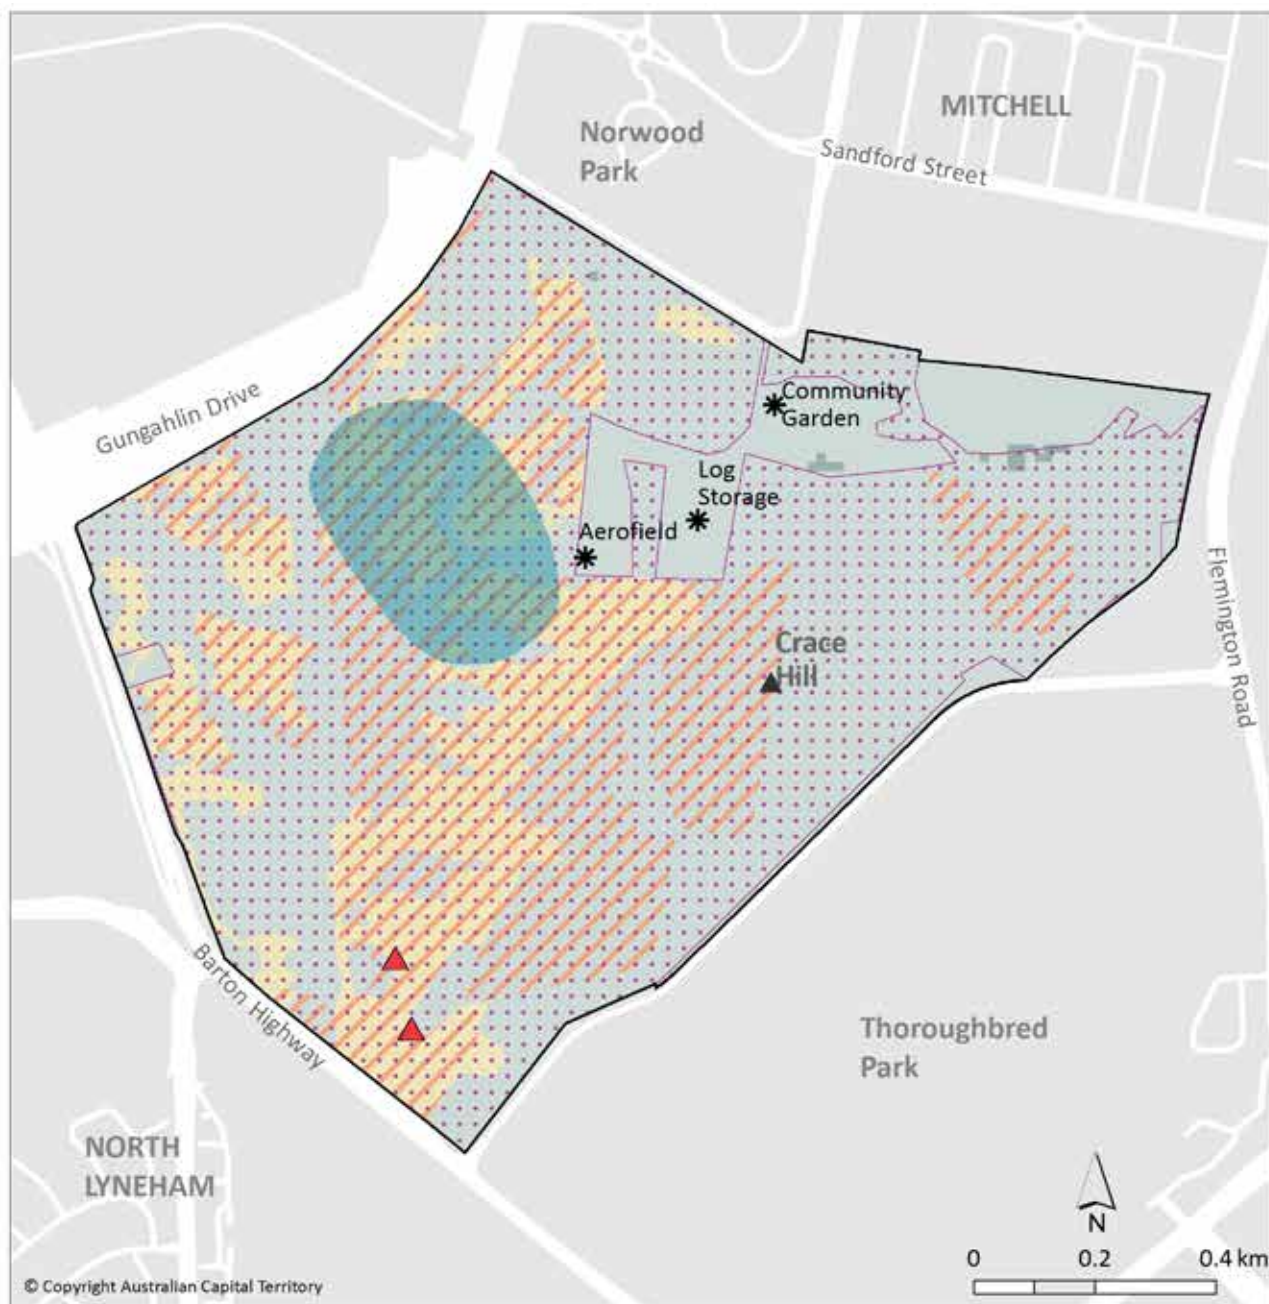 MITCHELL
Norwood
Park
Sandford Street
Gungahlin Drive
Community
Garden
Log
Storage
Aerofield
Flemington Road
Crace
Hill
Barton Highway
Thoroughbred
Park
NORTH
LYNEHAM
N
0 0.2 0.4 km
© Copyright Australian Capital Territory